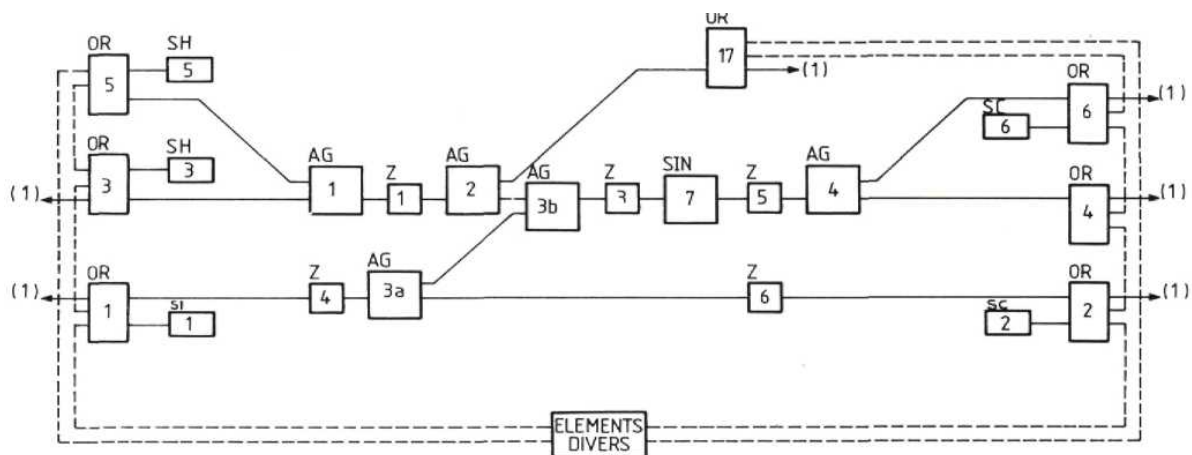 OR
17
(1)
OR
5
SH
5
OR
6
(1)
SC
6
OR
3
SH
3
(1)
AG
1
Z
1
AG
2
AG
3b
Z
3
SIN
7
Z
5
AG
4
OR
4
(1)
OR
1
(1)
SI
1
Z
4
AG
3a
Z
6
OR
2
(1)
SC
2
ELEMENTS
DIVERS